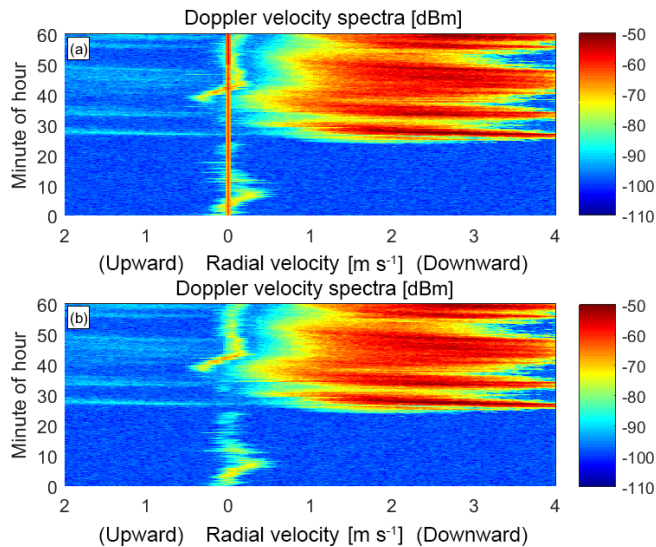 Doppler velocity spectra [dBm]
(a)
60
50
40
30
20
10
0
Minute of hour
2 1 0 1 2 3 4
(Upward) Radial velocity [m s⁻¹] (Downward)
-50
-60
-70
-80
-90
-100
-110
Doppler velocity spectra [dBm]
(b)
60
50
40
30
20
10
0
Minute of hour
2 1 0 1 2 3 4
(Upward) Radial velocity [m s⁻¹] (Downward)
-50
-60
-70
-80
-90
-100
-110